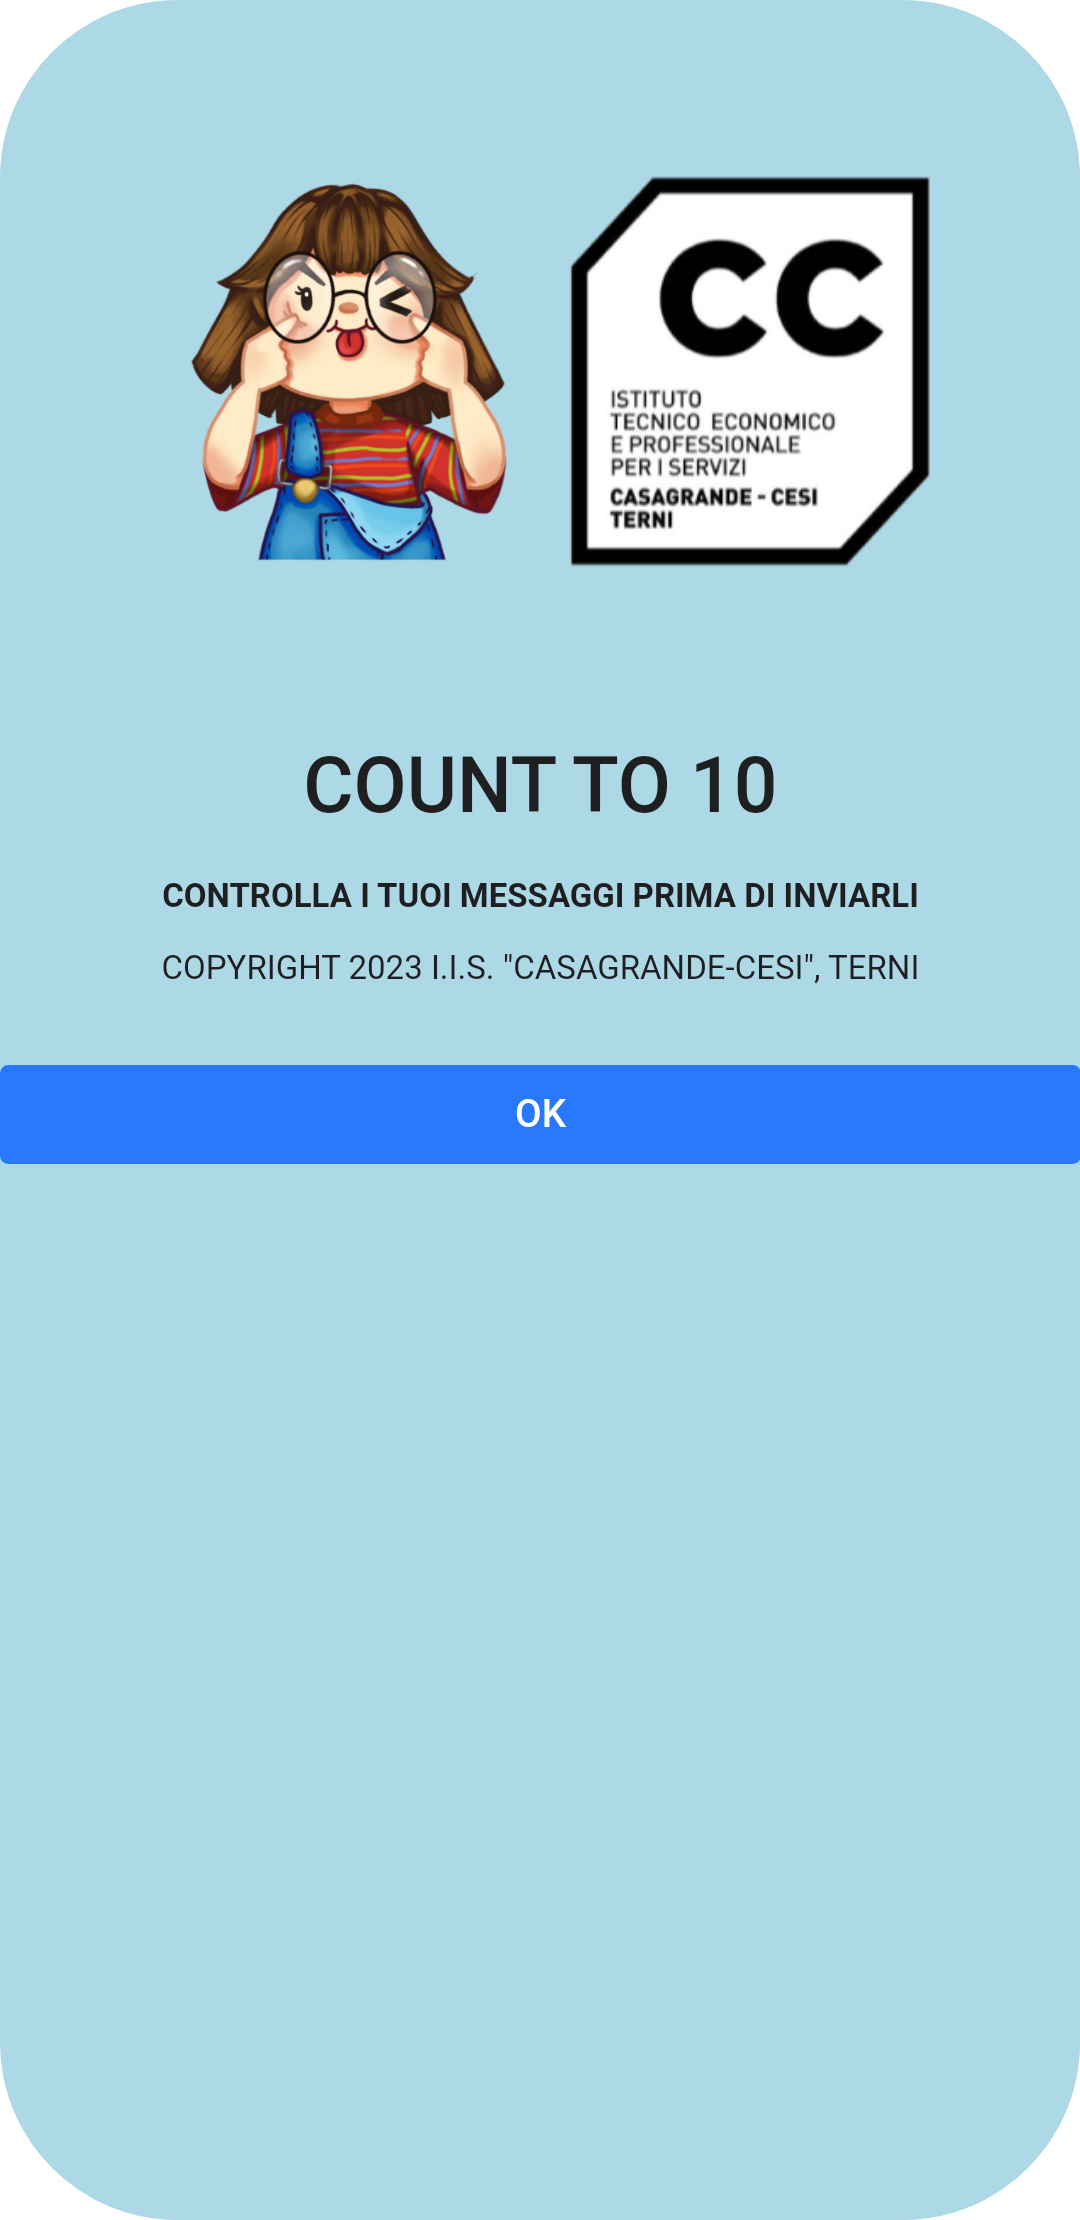 CC
ISTITUTO
TECNICO ECONOMICO
E PROFESSIONALE
PER I SERVIZI
CASAGRANDE - CESI
TERNI
COUNT TO 10
CONTROLLA I TUOI MESSAGGI PRIMA DI INVIARLI
COPYRIGHT 2023 I.I.S. "CASAGRANDE-CESI", TERNI
OK